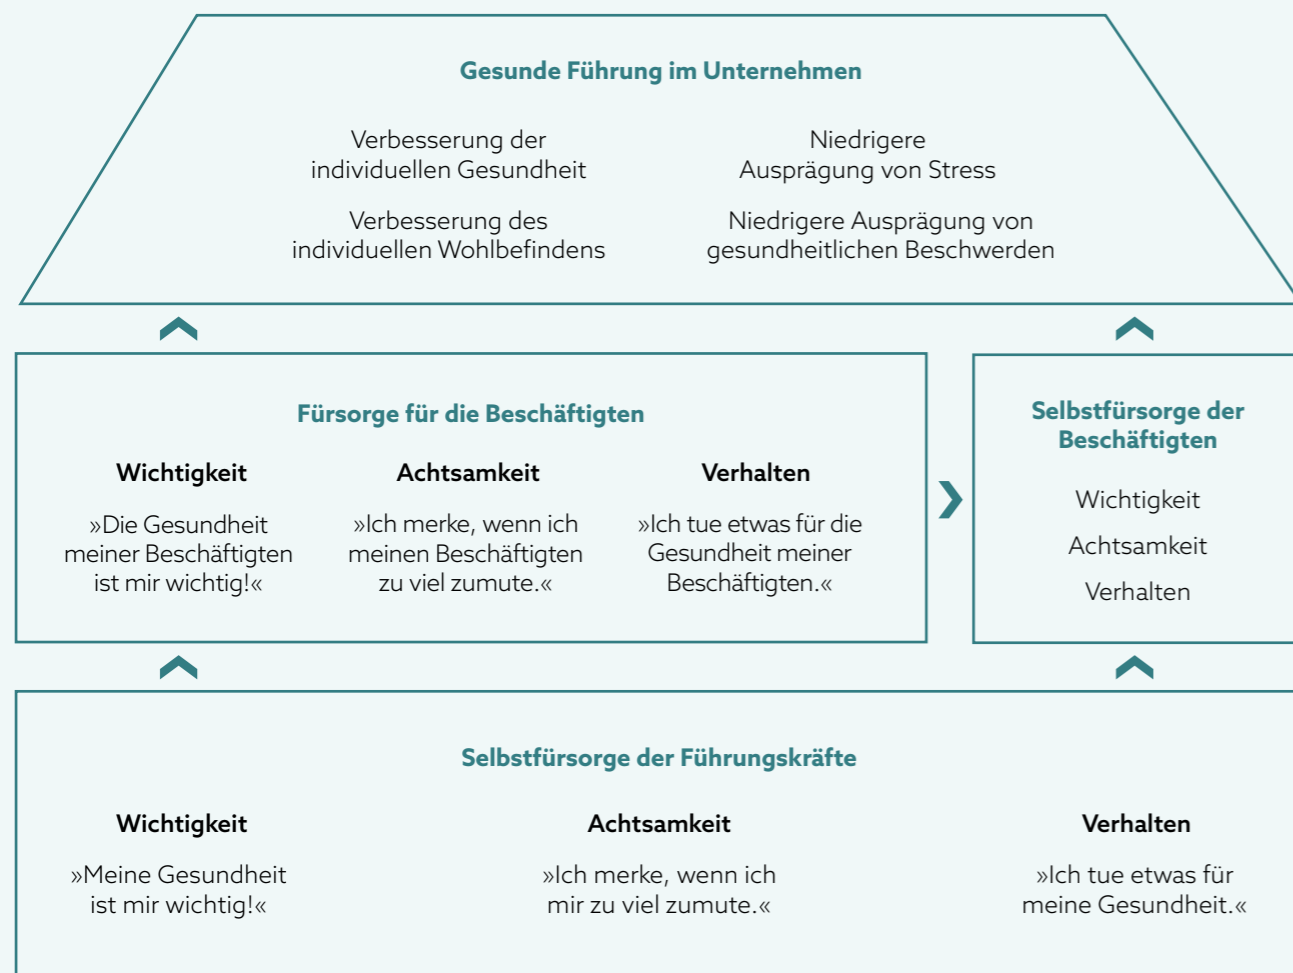 Gesunde Führung im Unternehmen
Verbesserung der
individuellen Gesundheit
Niedrigere
Ausprägung von Stress
Verbesserung des
individuellen Wohlbefindens
Niedrigere Ausprägung von
gesundheitlichen Beschwerden
Fürsorge für die Beschäftigten
Wichtigkeit
»Die Gesundheit
meiner Beschäftigten
ist mir wichtig!«
Achtsamkeit
»Ich merke, wenn ich
meinen Beschäftigten
zu viel zumute.«
Verhalten
»Ich tue etwas für die
Gesundheit meiner
Beschäftigten.«
Selbstfürsorge der
Beschäftigten
Wichtigkeit
Achtsamkeit
Verhalten
Selbstfürsorge der Führungskräfte
Wichtigkeit
»Meine Gesundheit
ist mir wichtig!«
Achtsamkeit
»Ich merke, wenn ich
mir zu viel zumute.«
Verhalten
»Ich tue etwas für
meine Gesundheit.«